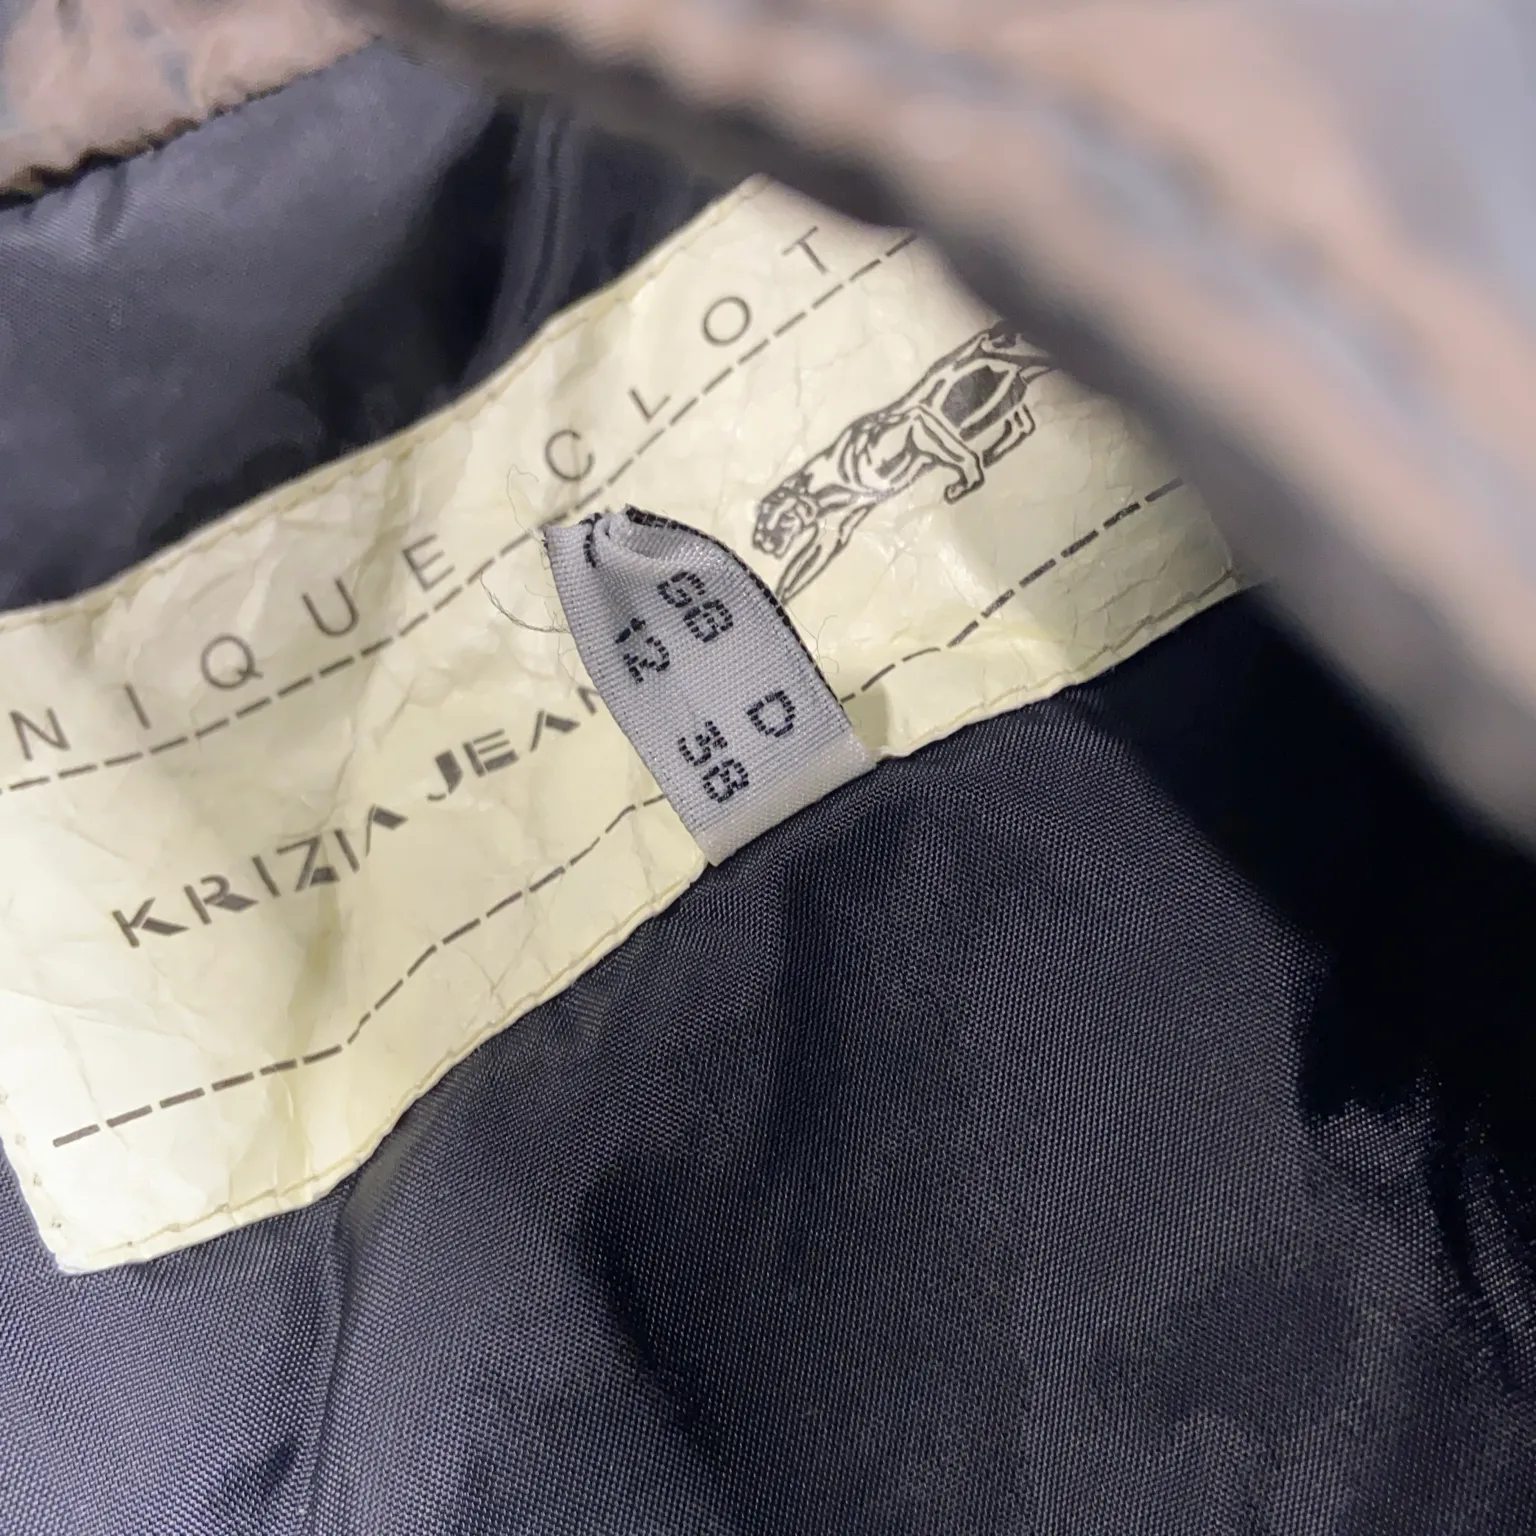 NIQUE CLOT
KRIZIA JEAN
GB D
12 38